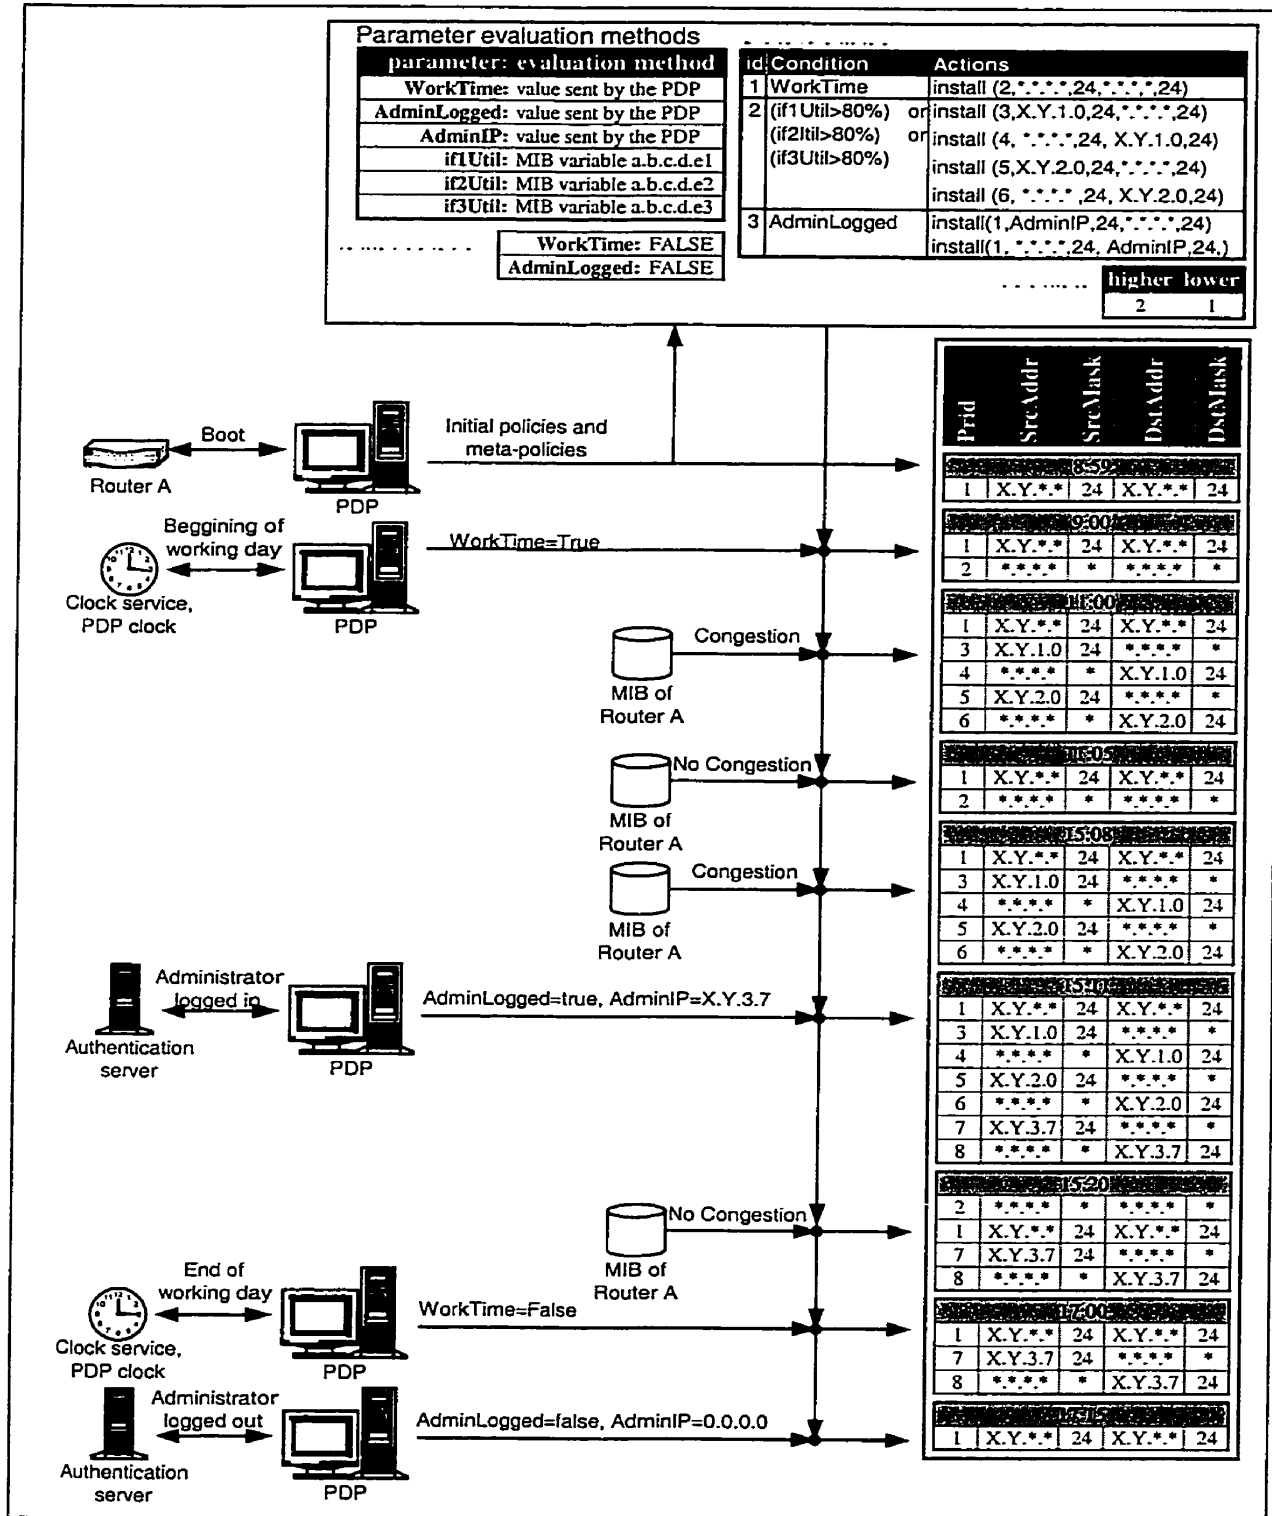 Parameter evaluation methods
parameter: evaluation method
WorkTime: value sent by the PDP
AdminLogged: value sent by the PDP
AdminIP: value sent by the PDP
if1Util: MIB variable a.b.c.d.e1
if2Util: MIB variable a.b.c.d.e2
if3Util: MIB variable a.b.c.d.e3
WorkTime: FALSE
AdminLogged: FALSE
id Condition Actions
1 WorkTime install (2,*.*.*.*,24,*.*.*.*,24)
2 (if1Util>80%) or install (3,X.Y.1.0,24,*.*.*.*,24)
(if2Itil>80%) or install (4, *.*.*.*,24, X.Y.1.0,24)
(if3Util>80%) install (5,X.Y.2.0,24,*.*.*.*,24)
install (6, *.*.*.*,24, X.Y.2.0,24)
3 AdminLogged install(1,AdminIP,24,*.*.*.*,24)
install(1, *.*.*.*,24, AdminIP,24,)
higher lower
2 1
Prid SrcAddr SrcMask DstAddr DstMask
8:59
1 X.Y.*.* 24 X.Y.*.* 24
9:00
1 X.Y.*.* 24 X.Y.*.* 24
2 *.*.*.* * *.*.*.* *
11:00
1 X.Y.*.* 24 X.Y.*.* 24
3 X.Y.1.0 24 *.*.*.* *
4 *.*.*.* * X.Y.1.0 24
5 X.Y.2.0 24 *.*.*.* *
6 *.*.*.* * X.Y.2.0 24
11:05
1 X.Y.*.* 24 X.Y.*.* 24
2 *.*.*.* * *.*.*.* *
15:08
1 X.Y.*.* 24 X.Y.*.* 24
3 X.Y.1.0 24 *.*.*.* *
4 *.*.*.* * X.Y.1.0 24
5 X.Y.2.0 24 *.*.*.* *
6 *.*.*.* * X.Y.2.0 24
1 X.Y.*.* 24 X.Y.*.* 24
3 X.Y.1.0 24 *.*.*.* *
4 *.*.*.* * X.Y.1.0 24
5 X.Y.2.0 24 *.*.*.* *
6 *.*.*.* * X.Y.2.0 24
7 X.Y.3.7 24 *.*.*.* *
8 *.*.*.* * X.Y.3.7 24
15:20
2 *.*.*.* * *.*.*.* *
1 X.Y.*.* 24 X.Y.*.* 24
7 X.Y.3.7 24 *.*.*.* *
8 *.*.*.* * X.Y.3.7 24
17:00
1 X.Y.*.* 24 X.Y.*.* 24
7 X.Y.3.7 24 *.*.*.* *
8 *.*.*.* * X.Y.3.7 24
1 X.Y.*.* 24 X.Y.*.* 24
Boot
Router A
PDP
Initial policies and
meta-policies
Beggining of
working day
Clock service,
PDP clock
PDP
WorkTime=True
Congestion
MIB of
Router A
No Congestion
MIB of
Router A
Congestion
MIB of
Router A
Administrator
logged in
Authentication
server
PDP
AdminLogged=true, AdminIP=X.Y.3.7
No Congestion
MIB of
Router A
End of
working day
Clock service,
PDP clock
PDP
WorkTime=False
Administrator
logged out
Authentication
server
PDP
AdminLogged=false, AdminIP=0.0.0.0